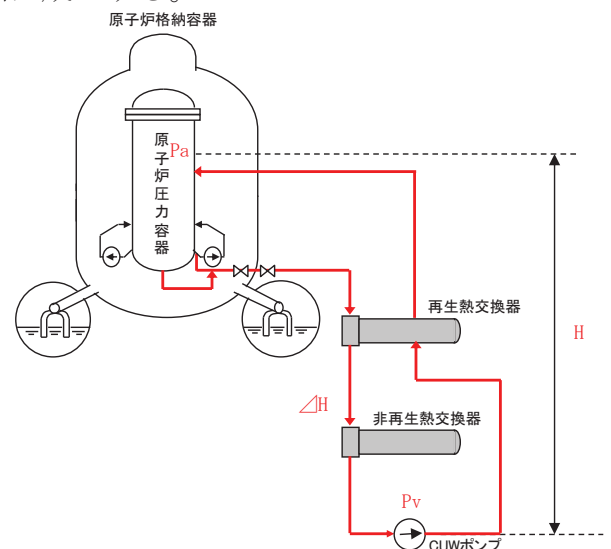 原子炉格納容器
原子炉圧力容器
Pa
再生熱交換器
H
⊿H
非再生熱交換器
Pv
CUWポンプ